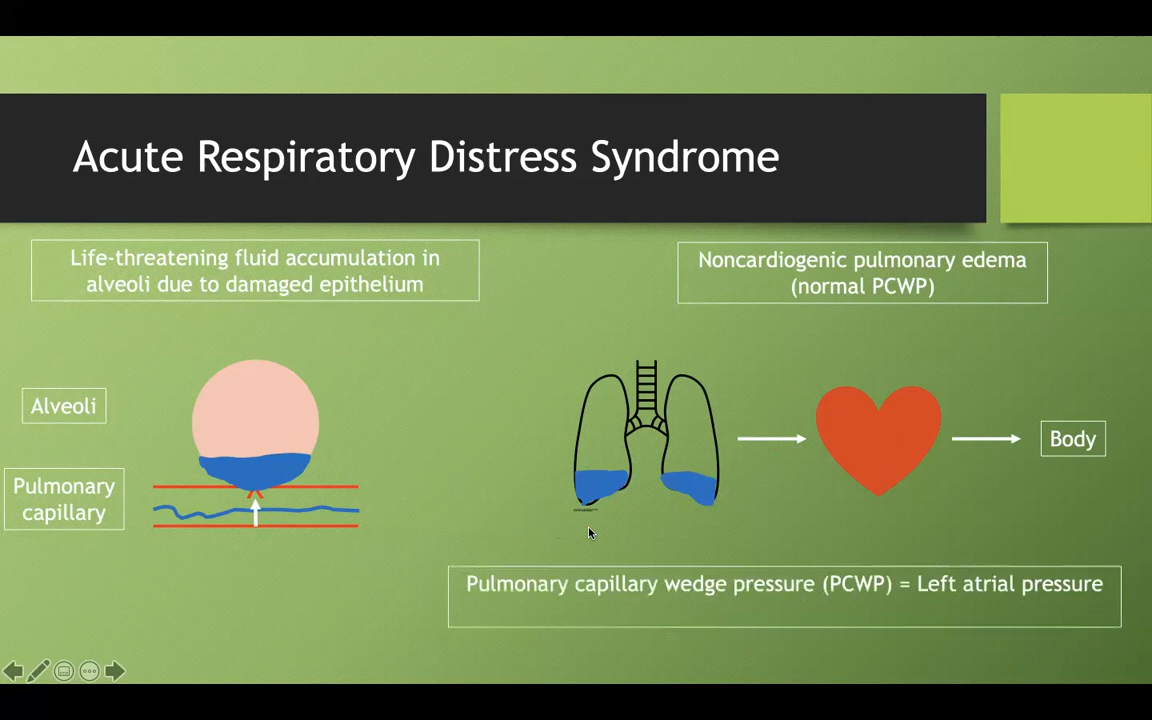 Acute Respiratory Distress Syndrome
Life-threatening fluid accumulation in
alveoli due to damaged epithelium
Noncardiogenic pulmonary edema
(normal PCWP)
Alveoli
Pulmonary
capillary
Body
Pulmonary capillary wedge pressure (PCWP) = Left atrial pressure